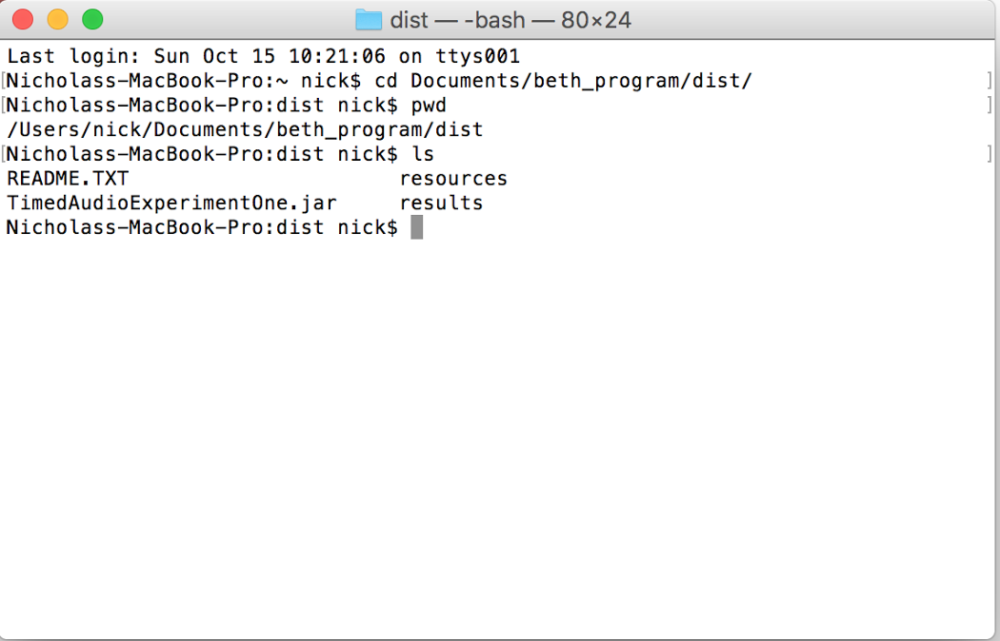 dist — -bash — 80×24
Last login: Sun Oct 15 10:21:06 on ttys001
[Nicholass-MacBook-Pro:~ nick$ cd Documents/beth_program/dist/ ]
[Nicholass-MacBook-Pro:dist nick$ pwd ]
/Users/nick/Documents/beth_program/dist
[Nicholass-MacBook-Pro:dist nick$ ls ]
README.TXT resources
TimedAudioExperimentOne.jar results
Nicholass-MacBook-Pro:dist nick$